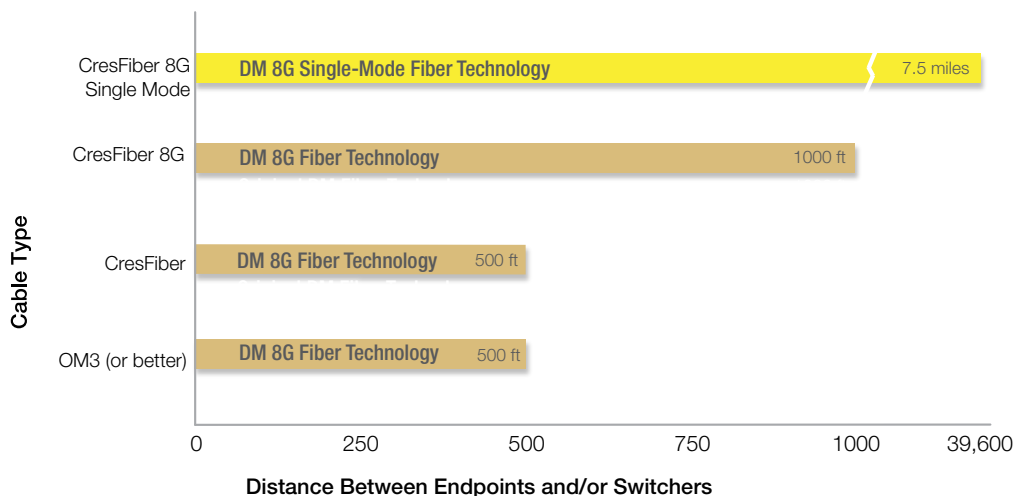 CresFiber 8G
Single Mode
DM 8G Single-Mode Fiber Technology
7.5 miles
CresFiber 8G
DM 8G Fiber Technology
1000 ft
CresFiber
DM 8G Fiber Technology
500 ft
OM3 (or better)
DM 8G Fiber Technology
500 ft
Cable Type
0
250
500
750
1000
39,600
Distance Between Endpoints and/or Switchers